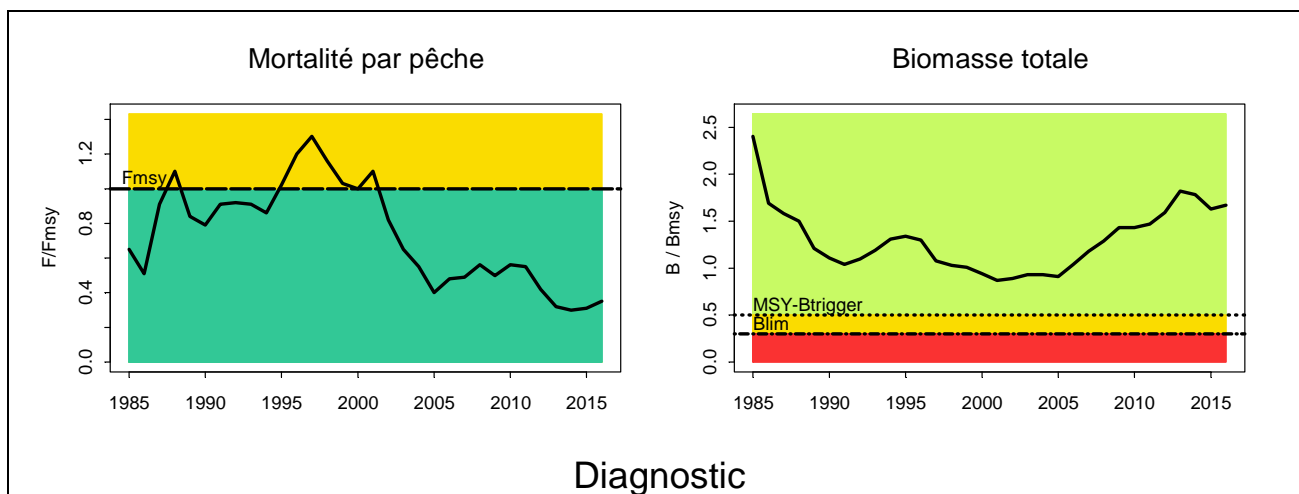 Mortalité par pêche
F/Fmsy
0.0 0.4 0.8 1.2
Fmsy
1985 1990 1995 2000 2005 2010 2015
Biomasse totale
B / Bmsy
0.0 0.5 1.0 1.5 2.0 2.5
MSY-Btrigger
Blim
1985 1990 1995 2000 2005 2010 2015
Diagnostic